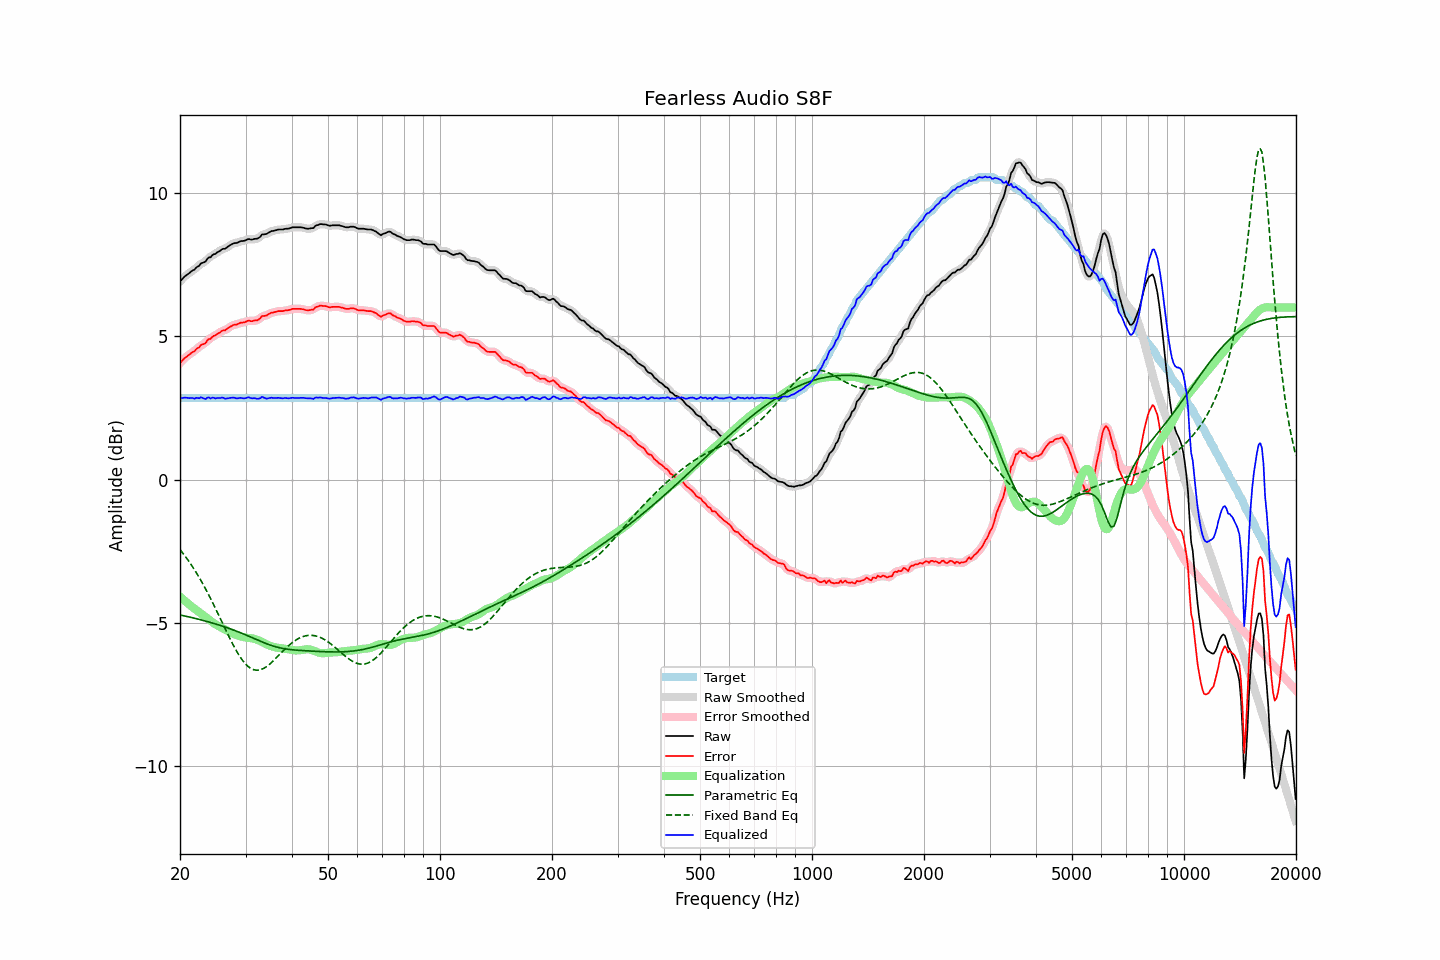 Fearless Audio S8F
Amplitude (dBr)
10
5
0
−5
−10
Target
Raw Smoothed
Error Smoothed
Raw
Error
Equalization
Parametric Eq
Fixed Band Eq
Equalized
20 50 100 200 500 1000 2000 5000 10000 20000
Frequency (Hz)